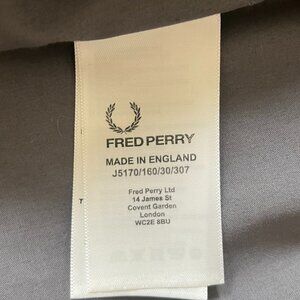 FRED PERRY
MADE IN ENGLAND
J5170/160/30/307
Fred Perry Ltd
14 James St
Covent Garden
London
WC2E 8BU
T